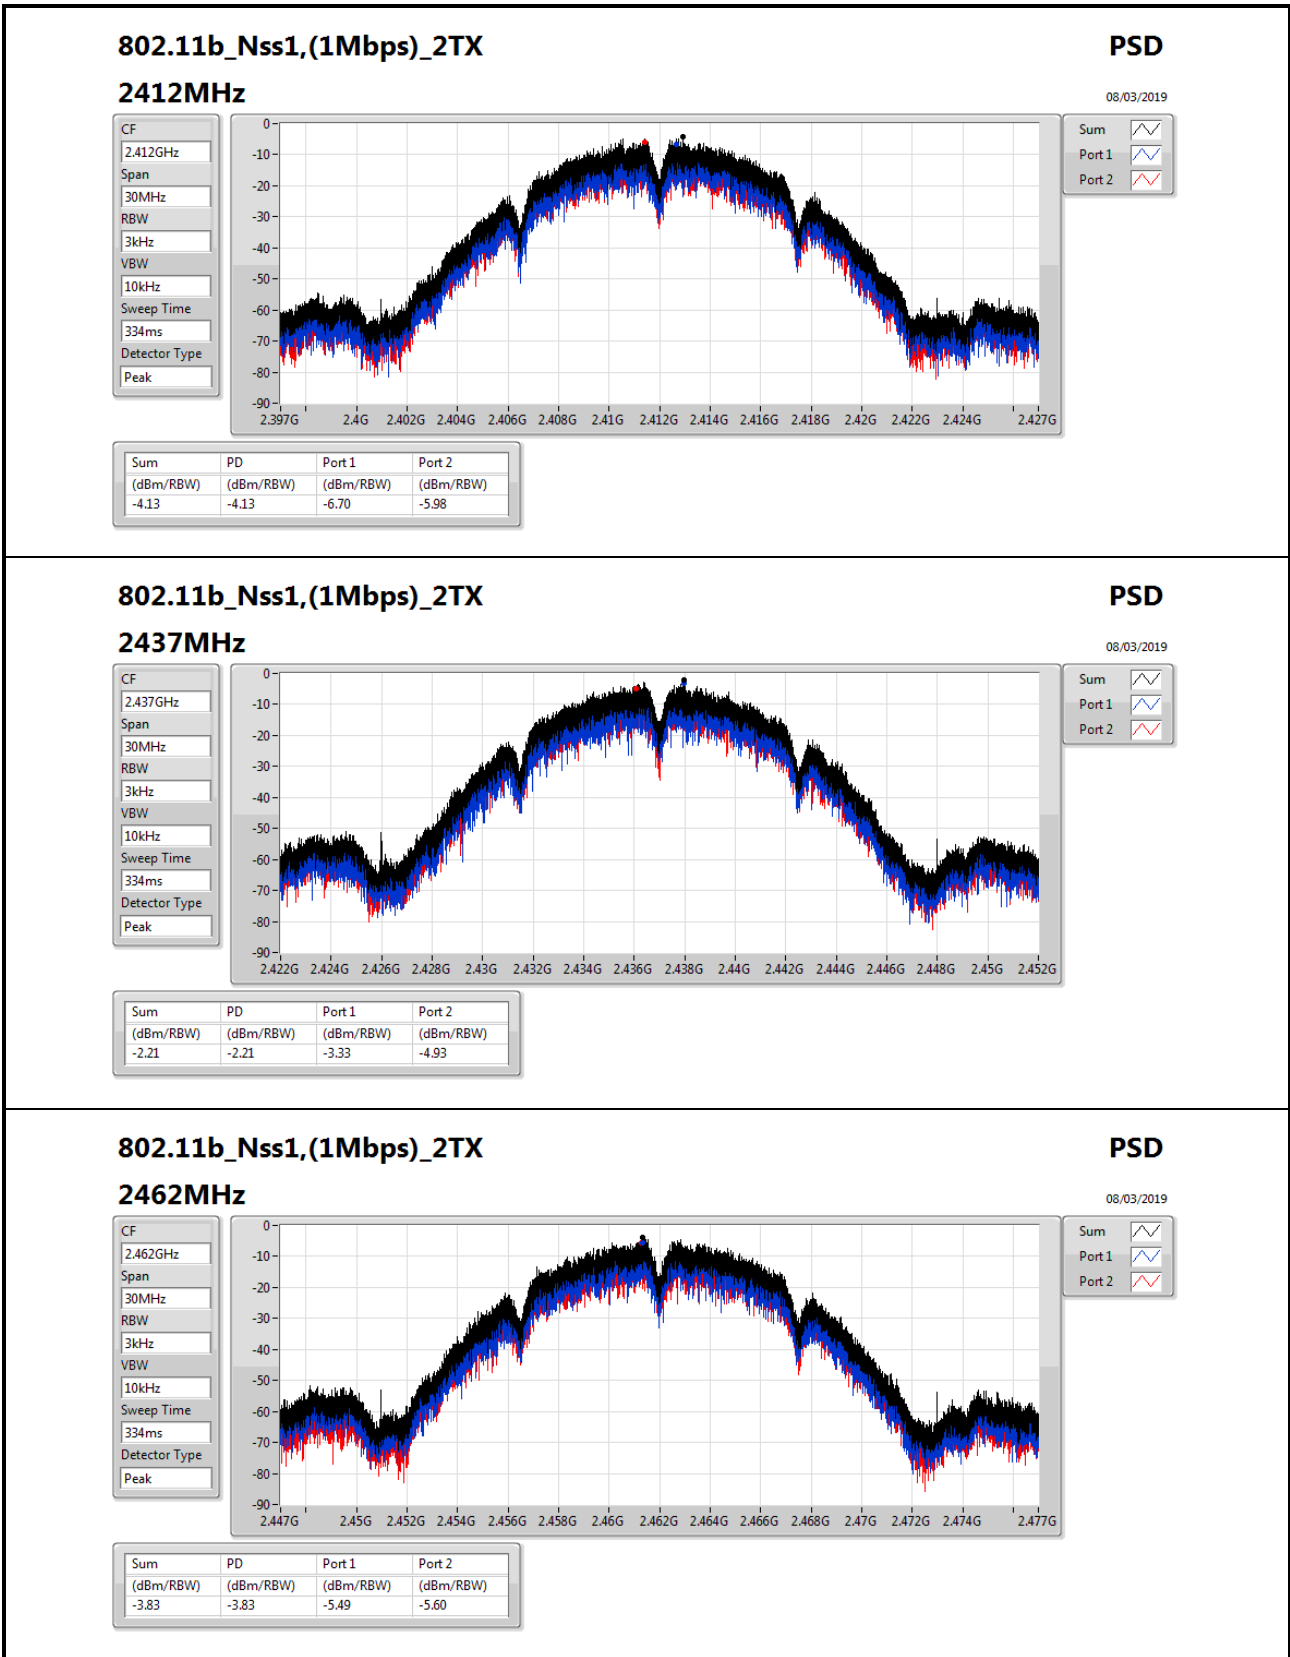 802.11b_Nss1,(1Mbps)_2TX PSD
2412MHz 08/03/2019
CF
2.412GHz
Span
30MHz
RBW
3kHz
VBW
10kHz
Sweep Time
334ms
Detector Type
Peak
0
-10
-20
-30
-40
-50
-60
-70
-80
-90
2.397G 2.4G 2.402G 2.404G 2.406G 2.408G 2.41G 2.412G 2.414G 2.416G 2.418G 2.42G 2.422G 2.424G 2.427G
Sum
Port 1
Port 2
Sum PD Port 1 Port 2
(dBm/RBW) (dBm/RBW) (dBm/RBW) (dBm/RBW)
-4.13 -4.13 -6.70 -5.98
802.11b_Nss1,(1Mbps)_2TX PSD
2437MHz 08/03/2019
CF
2.437GHz
Span
30MHz
RBW
3kHz
VBW
10kHz
Sweep Time
334ms
Detector Type
Peak
0
-10
-20
-30
-40
-50
-60
-70
-80
-90
2.422G 2.424G 2.426G 2.428G 2.43G 2.432G 2.434G 2.436G 2.438G 2.44G 2.442G 2.444G 2.446G 2.448G 2.45G 2.452G
Sum
Port 1
Port 2
Sum PD Port 1 Port 2
(dBm/RBW) (dBm/RBW) (dBm/RBW) (dBm/RBW)
-2.21 -2.21 -3.33 -4.93
802.11b_Nss1,(1Mbps)_2TX PSD
2462MHz 08/03/2019
CF
2.462GHz
Span
30MHz
RBW
3kHz
VBW
10kHz
Sweep Time
334ms
Detector Type
Peak
0
-10
-20
-30
-40
-50
-60
-70
-80
-90
2.447G 2.45G 2.452G 2.454G 2.456G 2.458G 2.46G 2.462G 2.464G 2.466G 2.468G 2.47G 2.472G 2.474G 2.477G
Sum
Port 1
Port 2
Sum PD Port 1 Port 2
(dBm/RBW) (dBm/RBW) (dBm/RBW) (dBm/RBW)
-3.83 -3.83 -5.49 -5.60